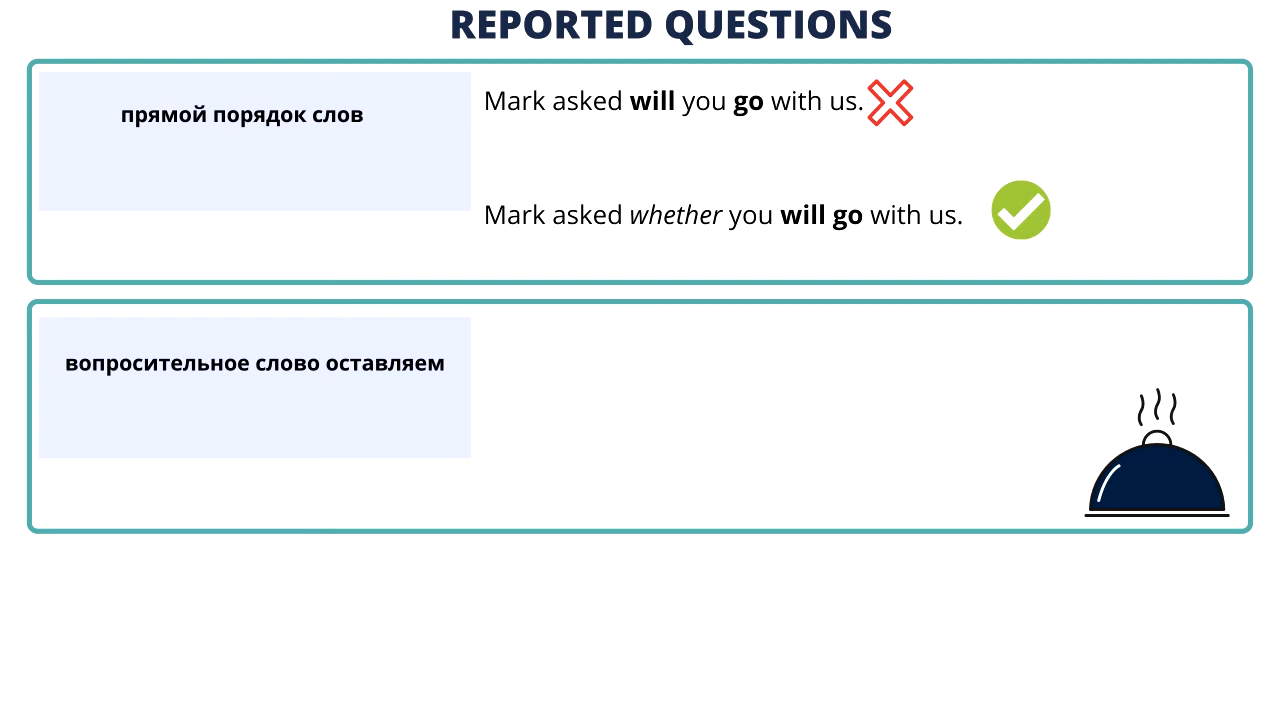 REPORTED QUESTIONS
прямой порядок слов
Mark asked will you go with us.
Mark asked whether you will go with us.
вопросительное слово оставляем